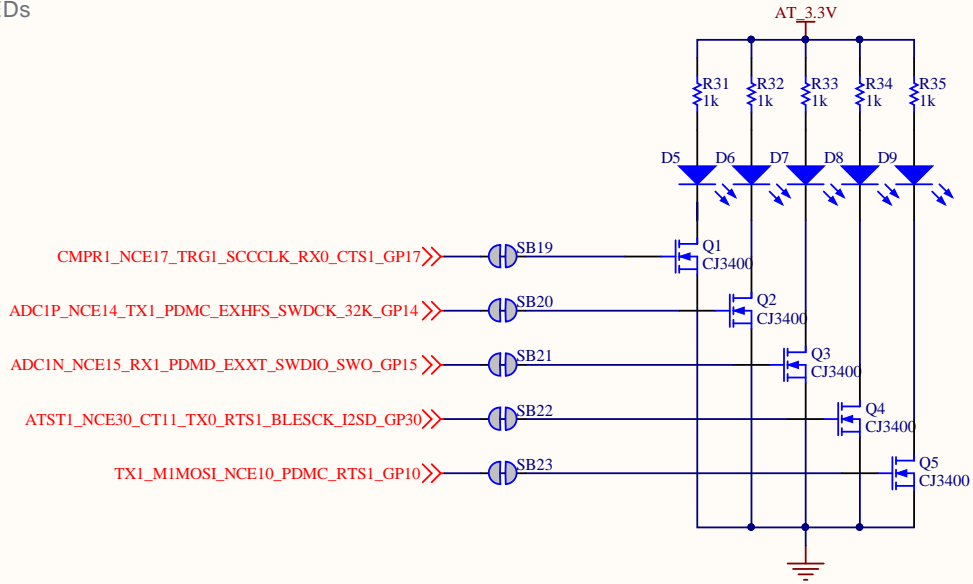 EDs
AT_3.3V
R31 R32 R33 R34 R35
1k 1k 1k 1k 1k
D5 D6 D7 D8 D9
CMPR1_NCE17_TRG1_SCCCLK_RX0_CTS1_GP17 SB19 Q1
CJ3400
ADC1P_NCE14_TX1_PDMC_EXHFS_SWDCK_32K_GP14 SB20 Q2
CJ3400
ADC1N_NCE15_RX1_PDMD_EXXT_SWDIO_SWO_GP15 SB21 Q3
CJ3400
ATST1_NCE30_CT11_TX0_RTS1_BLESCK_I2SD_GP30 SB22 Q4
CJ3400
TX1_M1MOSI_NCE10_PDMC_RTS1_GP10 SB23 Q5
CJ3400